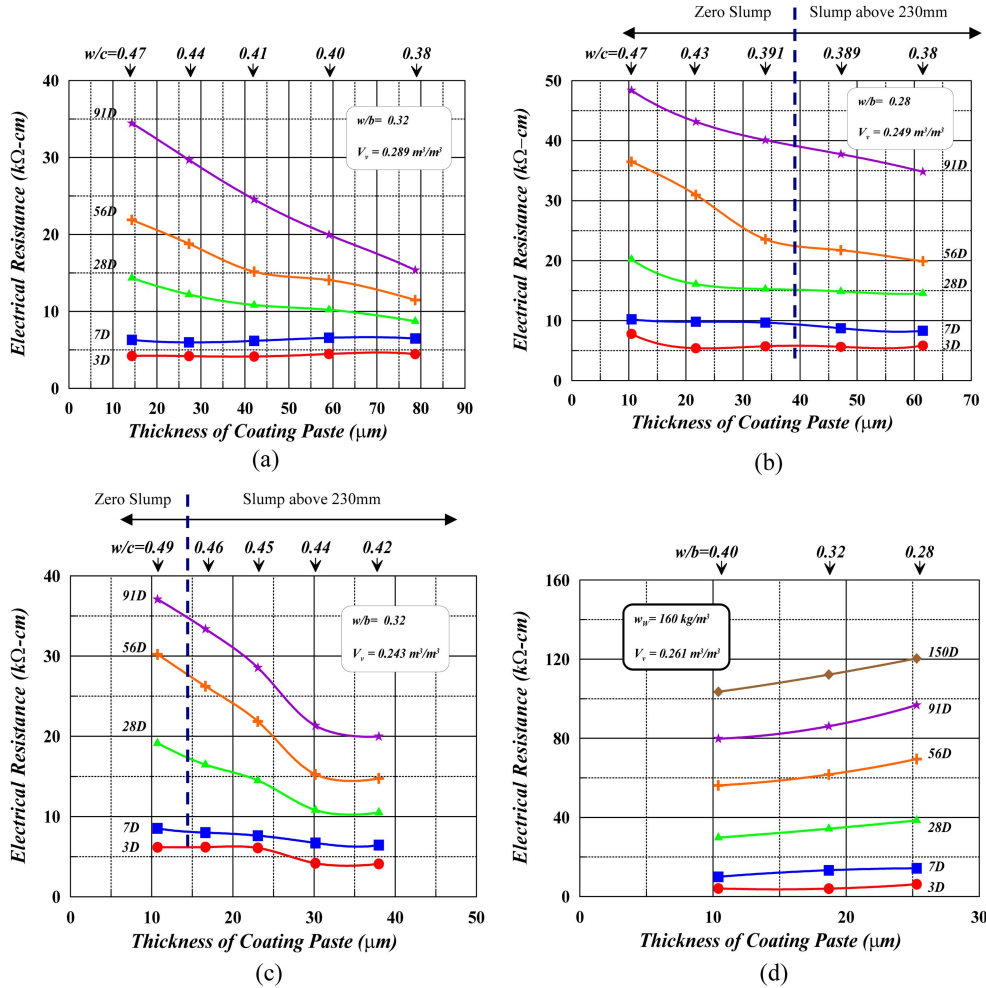 w/c=0.47 0.44 0.41 0.40 0.38
40
30
20
10
0
Electrical Resistance (kΩ-cm)
91D
56D
28D
7D
3D
w/b= 0.32
Vv = 0.289 m³/m³
0 10 20 30 40 50 60 70 80 90
Thickness of Coating Paste (μm)
(a)
Zero Slump Slump above 230mm
w/c=0.47 0.43 0.391 0.389 0.38
50
40
30
20
10
0
Electrical Resistance (kΩ-cm)
w/b= 0.28
Vv = 0.249 m³/m³
91D
56D
28D
7D
3D
0 10 20 30 40 50 60 70
Thickness of Coating Paste (μm)
(b)
Zero Slump Slump above 230mm
w/c=0.49 0.46 0.45 0.44 0.42
40
30
20
10
0
Electrical Resistance (kΩ-cm)
91D
56D
28D
7D
3D
w/b= 0.32
Vv = 0.243 m³/m³
0 10 20 30 40 50
Thickness of Coating Paste (μm)
(c)
w/b=0.40 0.32 0.28
160
120
80
40
0
Electrical Resistance (kΩ-cm)
wW= 160 kg/m³
Vv = 0.261 m³/m³
150D
91D
56D
28D
7D
3D
0 10 20 30
Thickness of Coating Paste (μm)
(d)